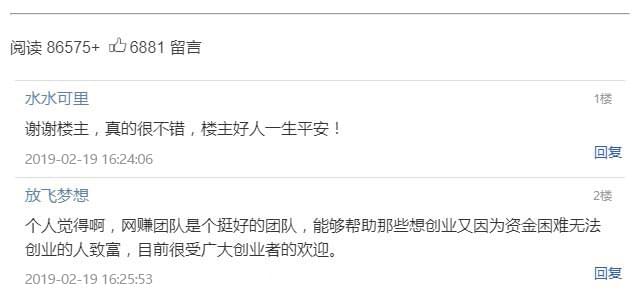 阅读 86575+ 6881 留言
水水可里 1楼
谢谢楼主，真的很不错，楼主好人一生平安！
2019-02-19 16:24:06 回复
放飞梦想 2楼
个人觉得啊，网赚团队是个挺好的团队，能够帮助那些想创业又因为资金困难无法
创业的人致富，目前很受广大创业者的欢迎。
2019-02-19 16:25:53 回复